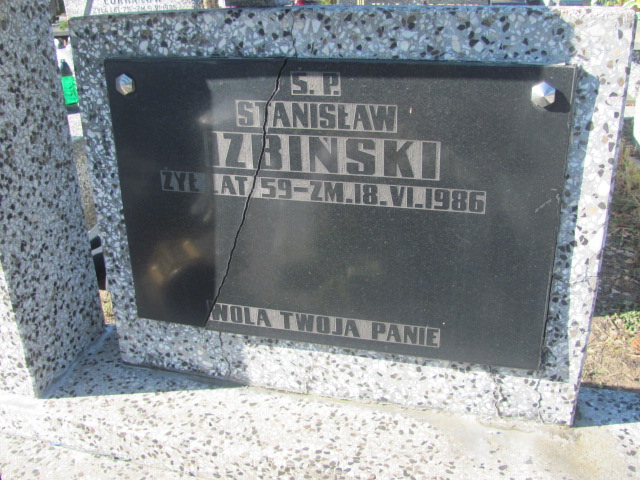 S. P.
STANISŁAW
IZBINSKI
ŻYŁ LAT 59-ZM.18.VI.1986
WOLA TWOJA PANIE